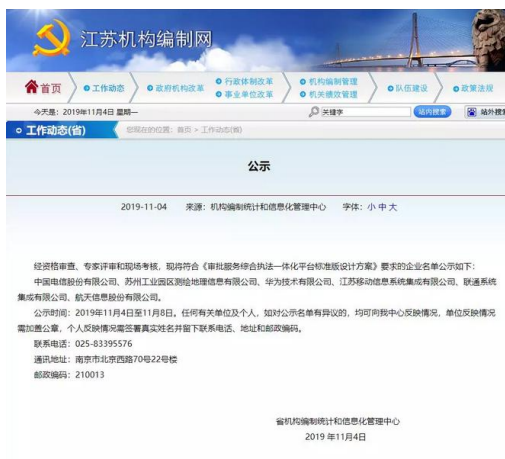 江苏机构编制网
首页
工作动态
政府机构改革
行政体制改革
事业单位改革
机构编制管理
机关绩效管理
队伍建设
政策法规
今天是：2019年11月4日 星期一
关键字
站内搜索
站外搜索
工作动态(省)
您现在的位置：首页 > 工作动态(省)
公示
2019-11-04 来源：机构编制统计和信息化管理中心 字体：小 中 大
经资格审查、专家评审和现场考核，现将符合《审批服务综合执法一体化平台标准版设计方案》要求的企业名单公示如下：
中国电信股份有限公司、苏州工业园区测绘地理信息有限公司、华为技术有限公司、江苏移动信息系统集成有限公司、联通系统
集成有限公司、航天信息股份有限公司。
公示时间：2019年11月4日至11月8日。任何有关单位及个人，如对公示名单有异议的，均可向我中心反映情况，单位反映情况
需加盖公章，个人反映情况需签署真实姓名并留下联系电话、地址和邮政编码。
联系电话：025-83395576
通讯地址：南京市北京西路70号22号楼
邮政编码：210013
省机构编制统计和信息化管理中心
2019 年11月4日